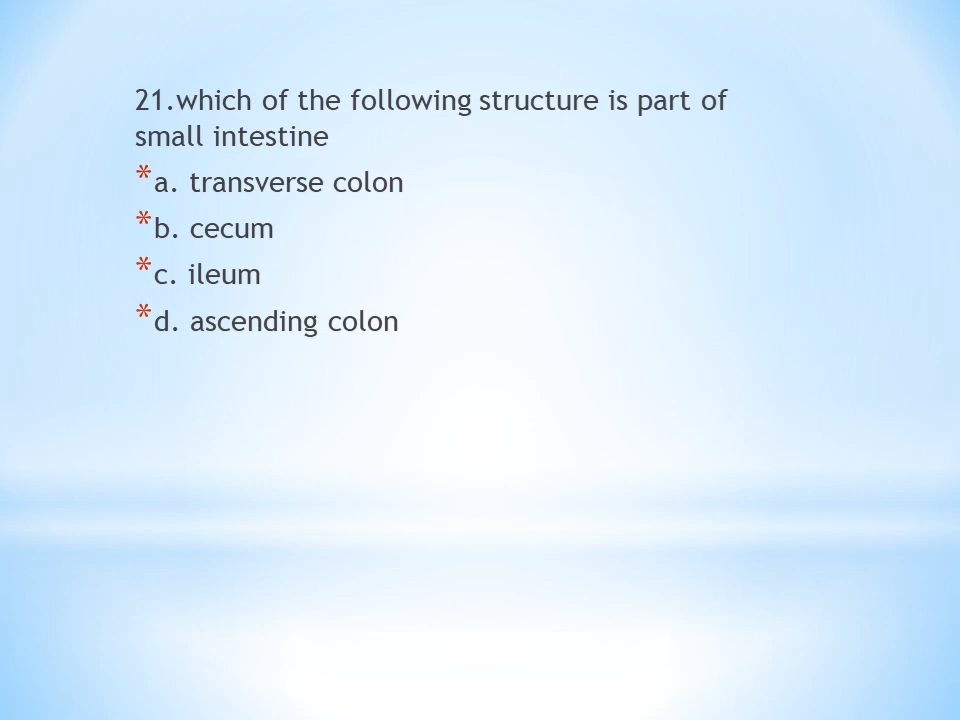 21.which of the following structure is part of
small intestine
*a. transverse colon
*b. cecum
*c. ileum
*d. ascending colon